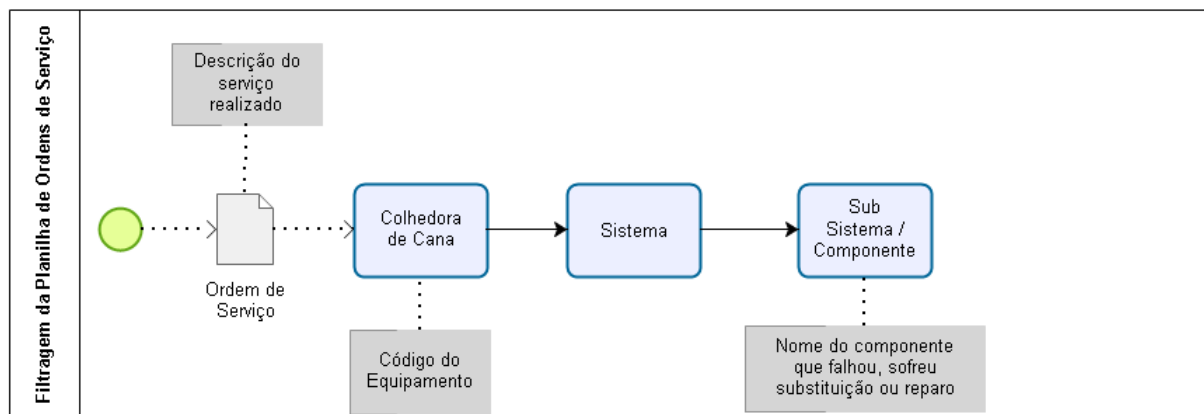 Filtragem da Planilha de Ordens de Serviço
Descrição do
serviço
realizado
Ordem de
Serviço
Colhedora
de Cana
Sistema
Sub
Sistema /
Componente
Código do
Equipamento
Nome do componente
que falhou, sofreu
substituição ou reparo